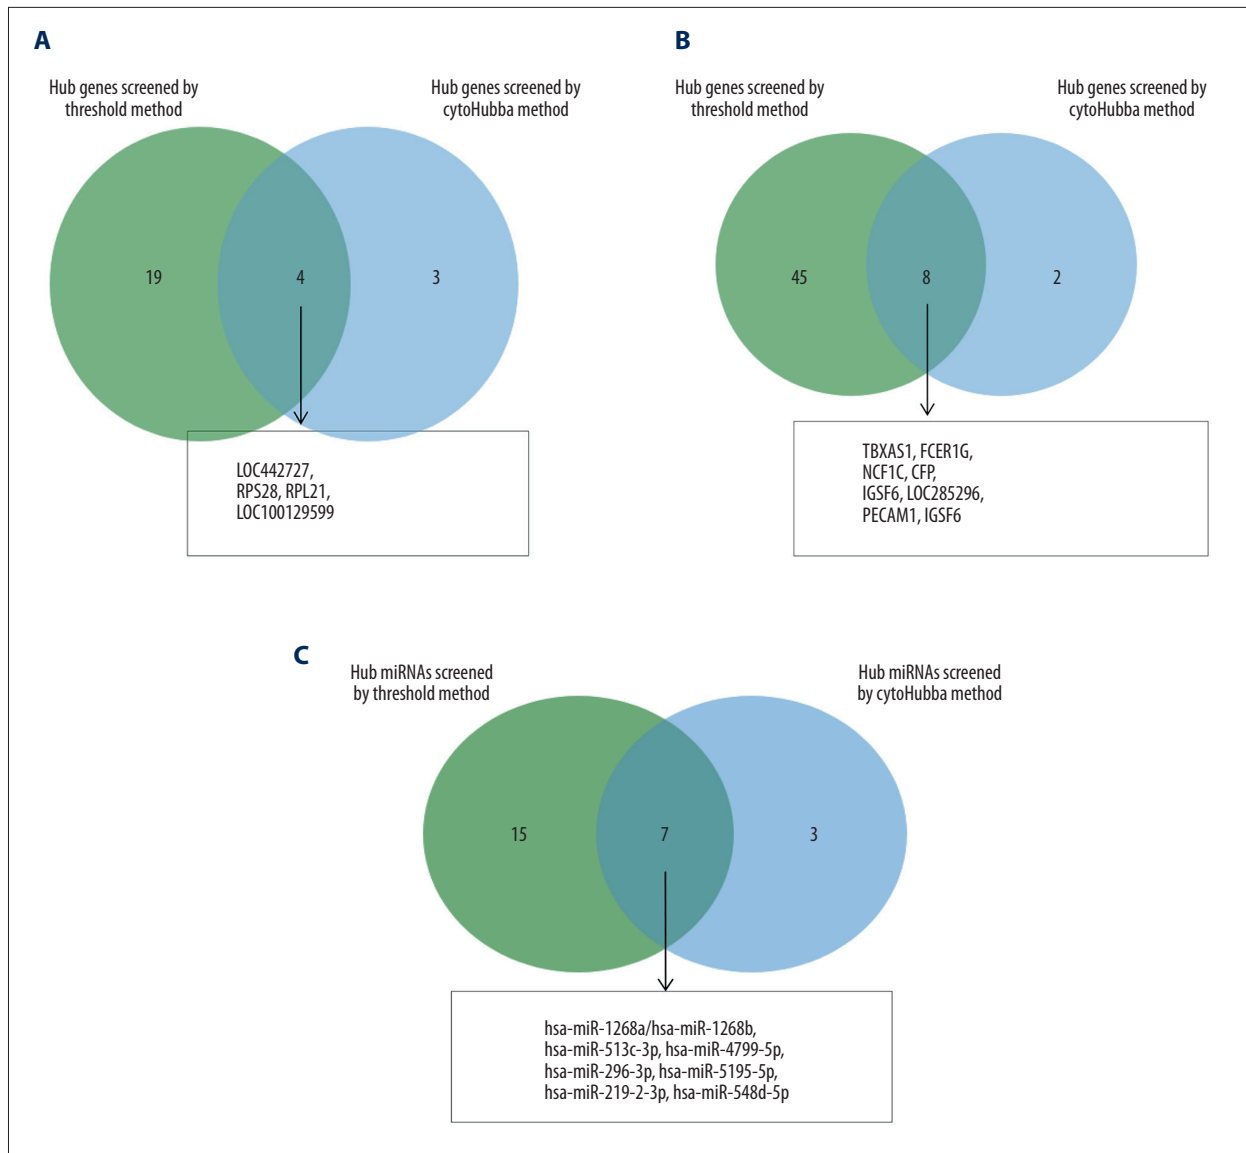 A
Hub genes screened by
threshold method
Hub genes screened by
cytoHubba method
19
4
3
LOC442727,
RPS28, RPL21,
LOC100129599
B
Hub genes screened by
threshold method
Hub genes screened by
cytoHubba method
45
8
2
TBXAS1, FCER1G,
NCF1C, CFP,
IGSF6, LOC285296,
PECAM1, IGSF6
C
Hub miRNAs screened
by threshold method
Hub miRNAs screened
by cytoHubba method
15
7
3
hsa-miR-1268a/hsa-miR-1268b,
hsa-miR-513c-3p, hsa-miR-4799-5p,
hsa-miR-296-3p, hsa-miR-5195-5p,
hsa-miR-219-2-3p, hsa-miR-548d-5p